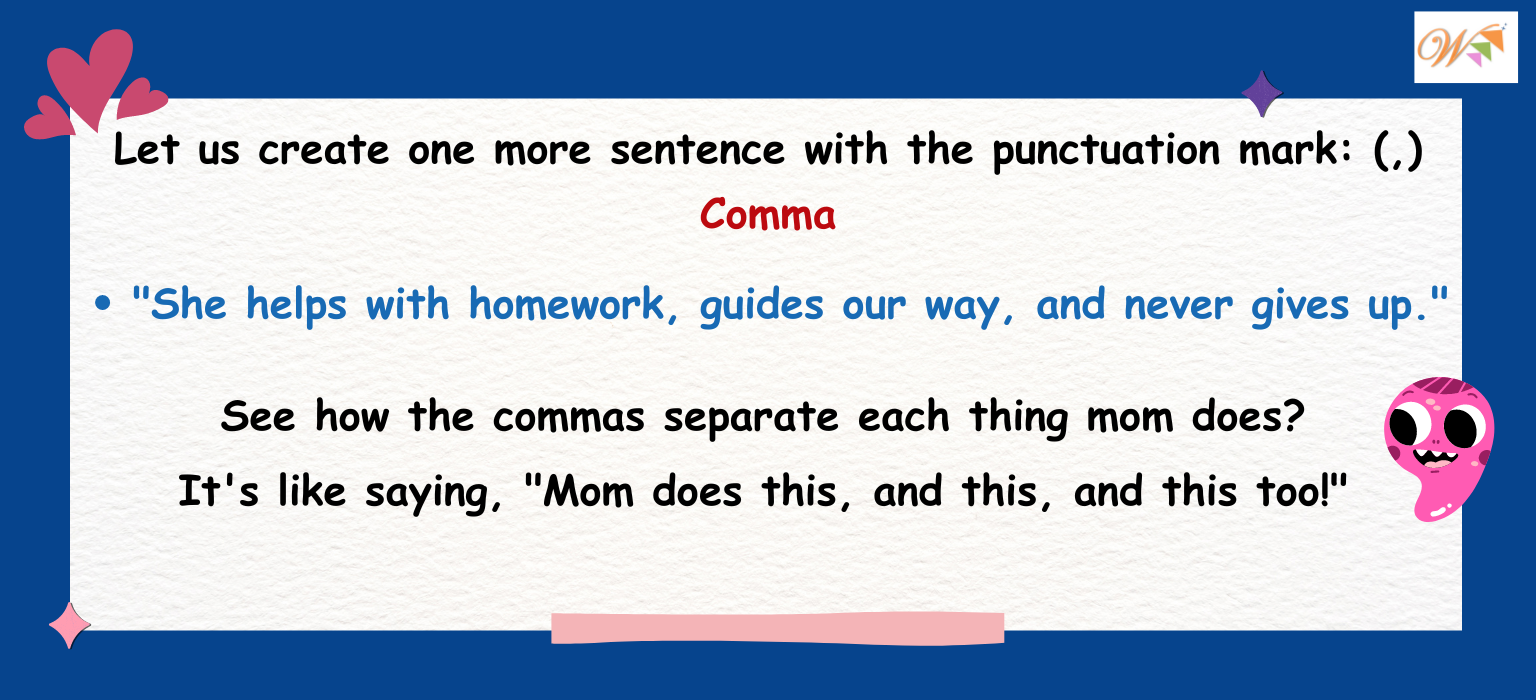 Let us create one more sentence with the punctuation mark: (,)
Comma
• "She helps with homework, guides our way, and never gives up."
See how the commas separate each thing mom does?
It's like saying, "Mom does this, and this, and this too!"